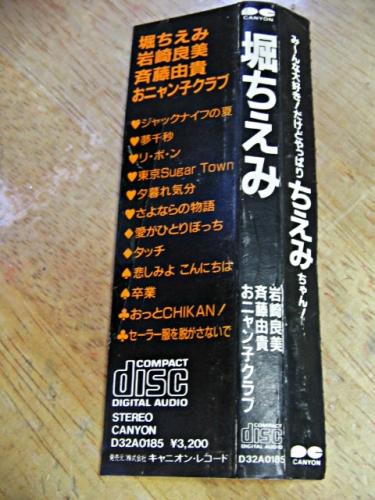 堀ちえみ
岩崎良美
斉藤由貴
おニャン子クラブ
♥ジャックナイフの夏
♥夢千秒
♥リ・ボ・ン
♥東京Sugar Town
♥夕暮れ気分
♥さよならの物語
◆愛がひとりぼっち
◆タッチ
♠悲しみよ こんにちは
♠卒業
♣おっとCHIKAN!
♣セーラー服を脱がさないで
COMPACT
disc
DIGITAL AUDIO
STEREO
CANYON
D32A0185 ¥3,200
発売元:株式会社 キャニオン・レコード
CANYON
堀ちえみ
岩崎良美
斉藤由貴
おニャン子クラブ
COMPACT
disc
DIGITAL AUDIO
D32A0185
CANYON
み〜んな大好き!だけどやっぱり ちえみ ちゃん!
CANYON